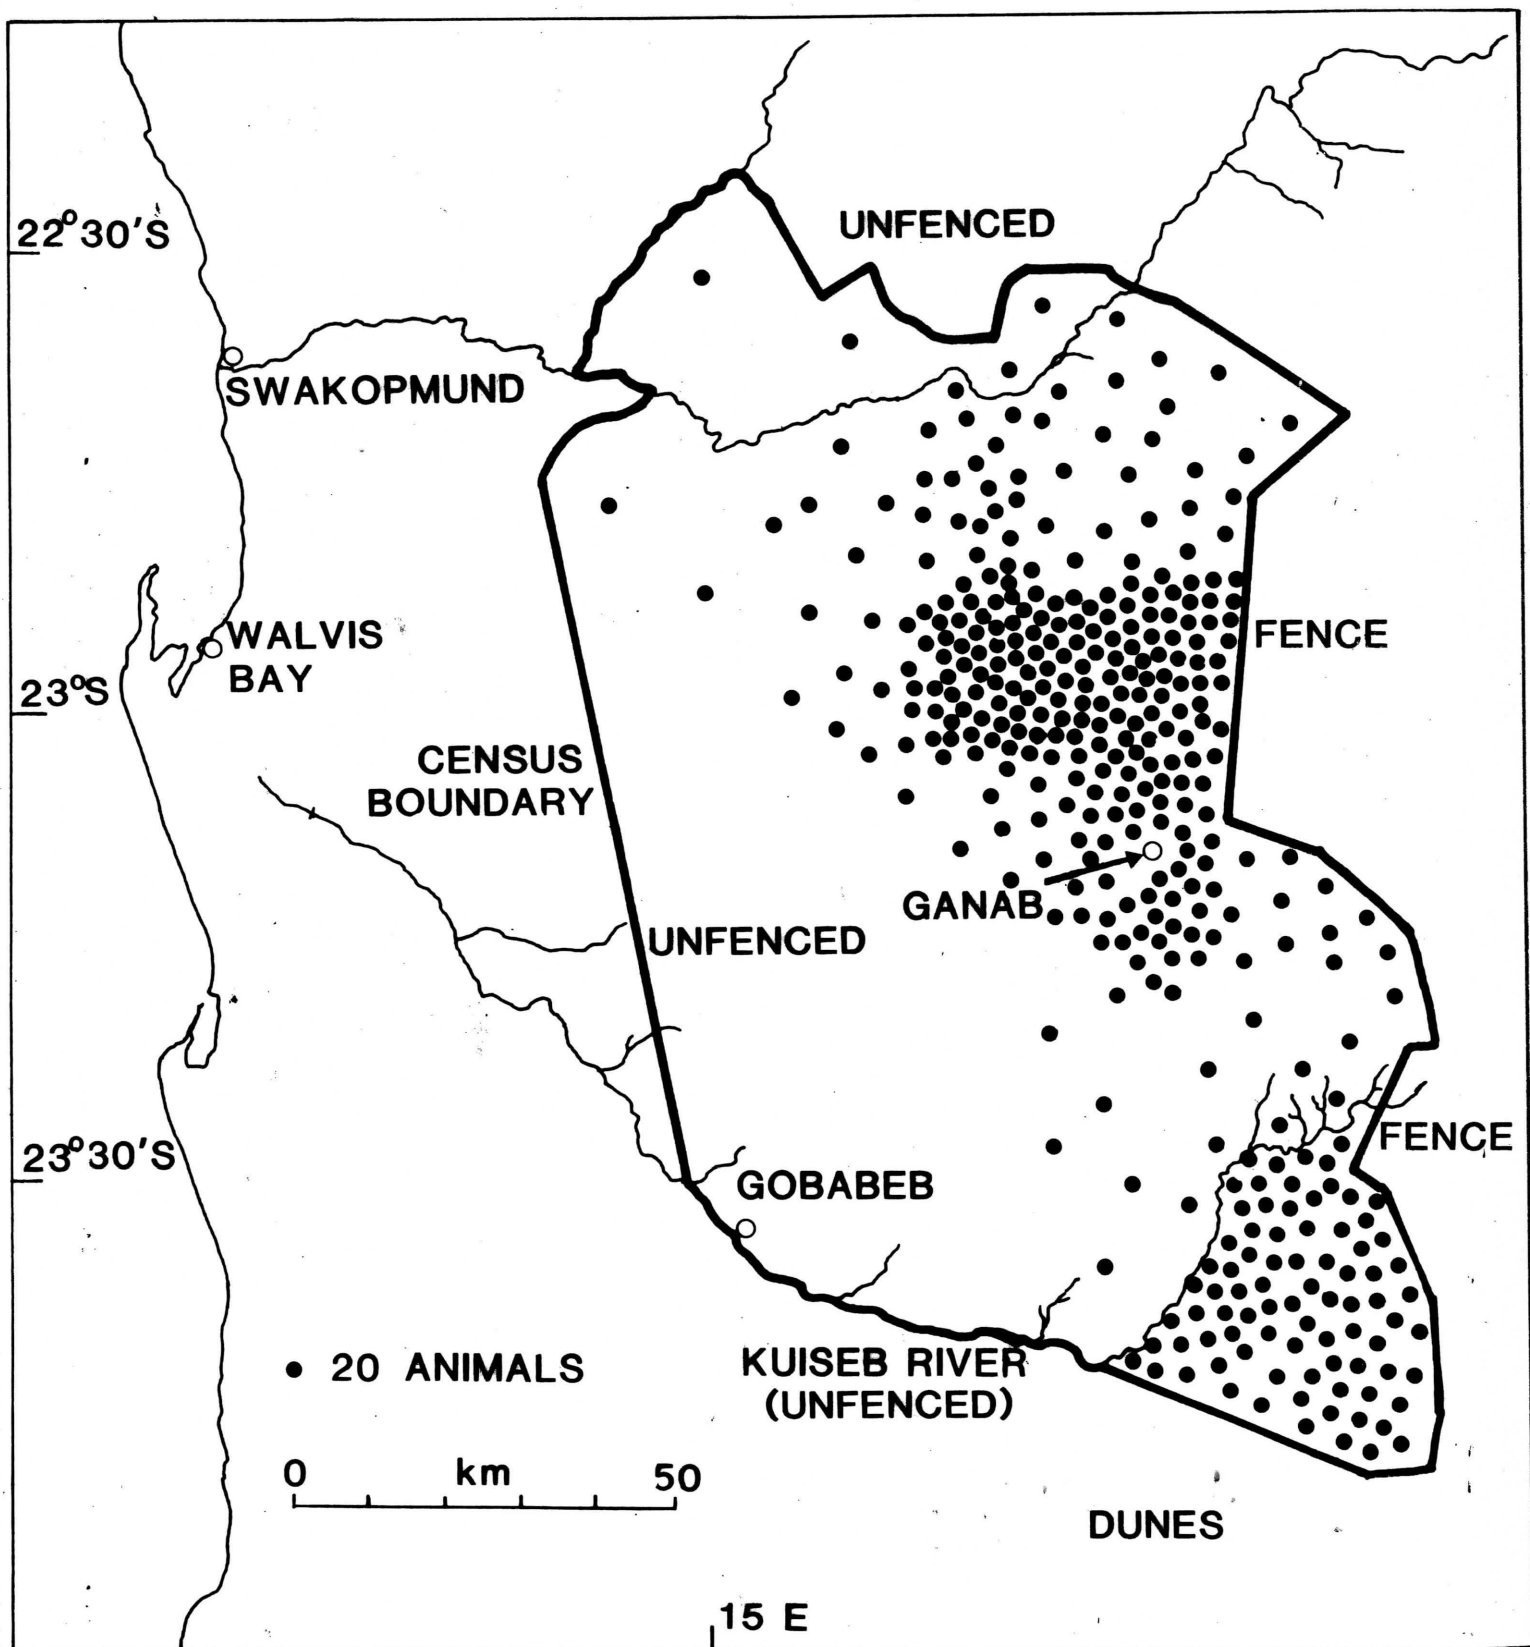 UNFENCED
22°30'S
SWAKOPMUND
WALVIS
BAY
FENCE
23°S
CENSUS
BOUNDARY
GANAB
UNFENCED
FENCE
23°30'S
GOBABEB
KUISEB RIVER
(UNFENCED)
20 ANIMALS
0 km 50
DUNES
15 E